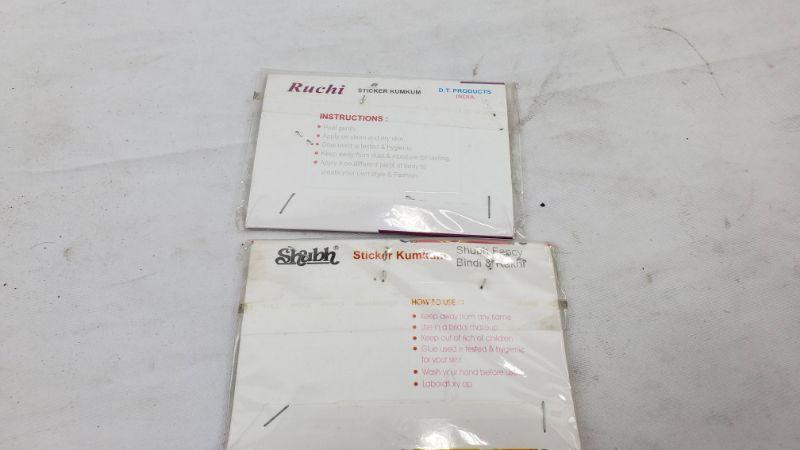 Ruchi STICKER KUMKUM D.T. PRODUCTS
INDIA.
INSTRUCTIONS :
Peel gently
Apply on clean and dry skin
Glue used is tested & hygienic
Keep away from dust & moisture for lasting
Apply it on different parts of body to
create your own style & Fashion
Shubh Sticker Kumkum Shubh Fancy
Bindi & Rakhi
HOW TO USE :
Keep away from any flame
Use in a bridal makeup
Keep out of rich of children
Glue used is tested & hygienic
for your skin
Wash your hand before